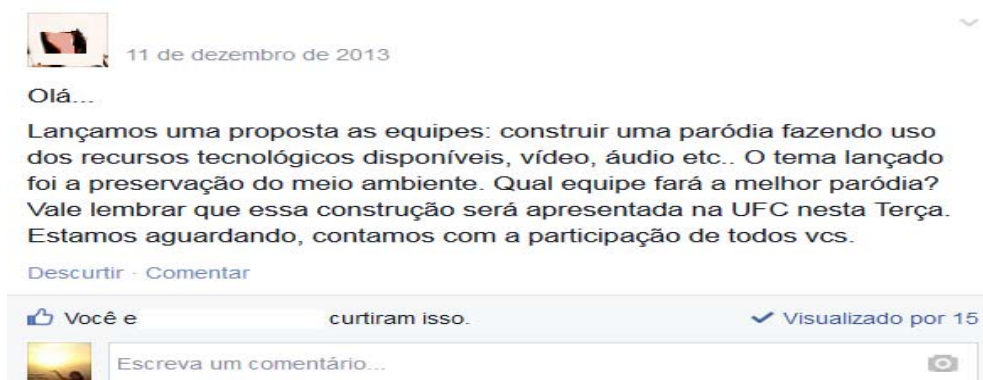 11 de dezembro de 2013
Olá...
Lançamos uma proposta as equipes: construir uma paródia fazendo uso
dos recursos tecnológicos disponíveis, vídeo, áudio etc.. O tema lançado
foi a preservação do meio ambiente. Qual equipe fará a melhor paródia?
Vale lembrar que essa construção será apresentada na UFC nesta Terça.
Estamos aguardando, contamos com a participação de todos vcs.
Descurtir · Comentar
Você e curtiram isso.
Visualizado por 15
Escreva um comentário...